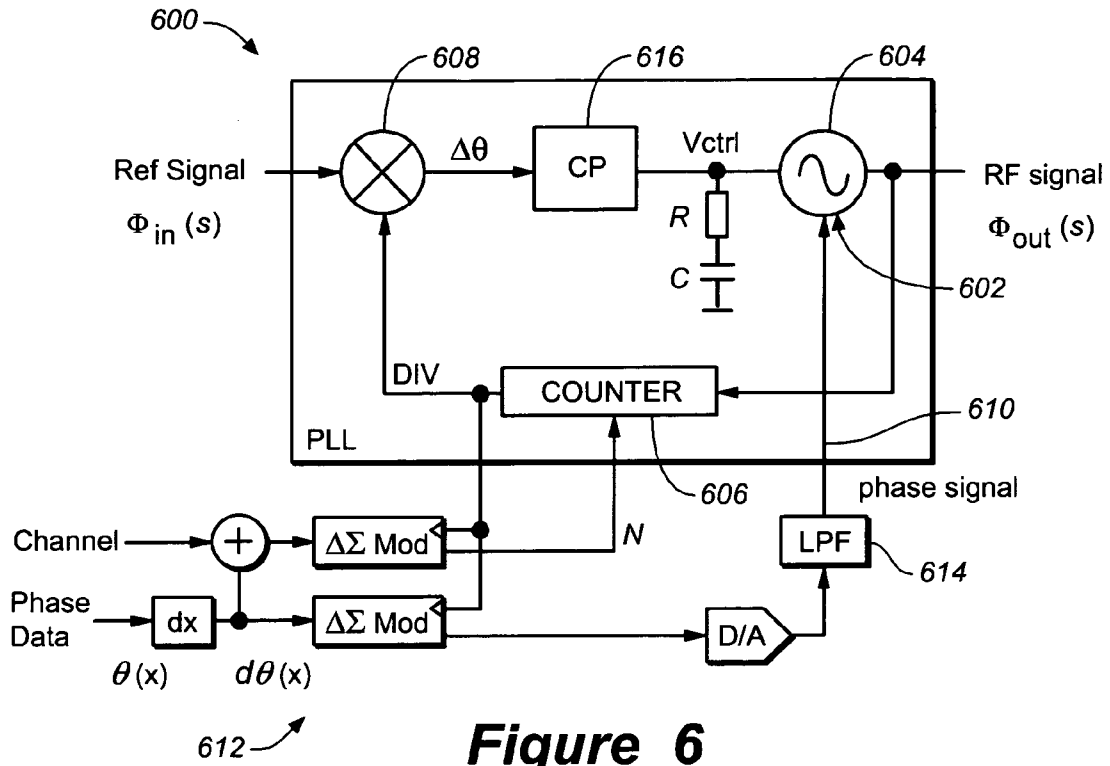 600
608
616
604
Ref Signal
Φin (s)
Δθ
CP
Vctrl
R
C
RF signal
Φout (s)
602
DIV
COUNTER
PLL
610
606
phase signal
Channel
+
ΔΣ Mod
N
LPF
614
Phase
Data
dx
ΔΣ Mod
D/A
θ(x)
dθ(x)
612
Figure 6